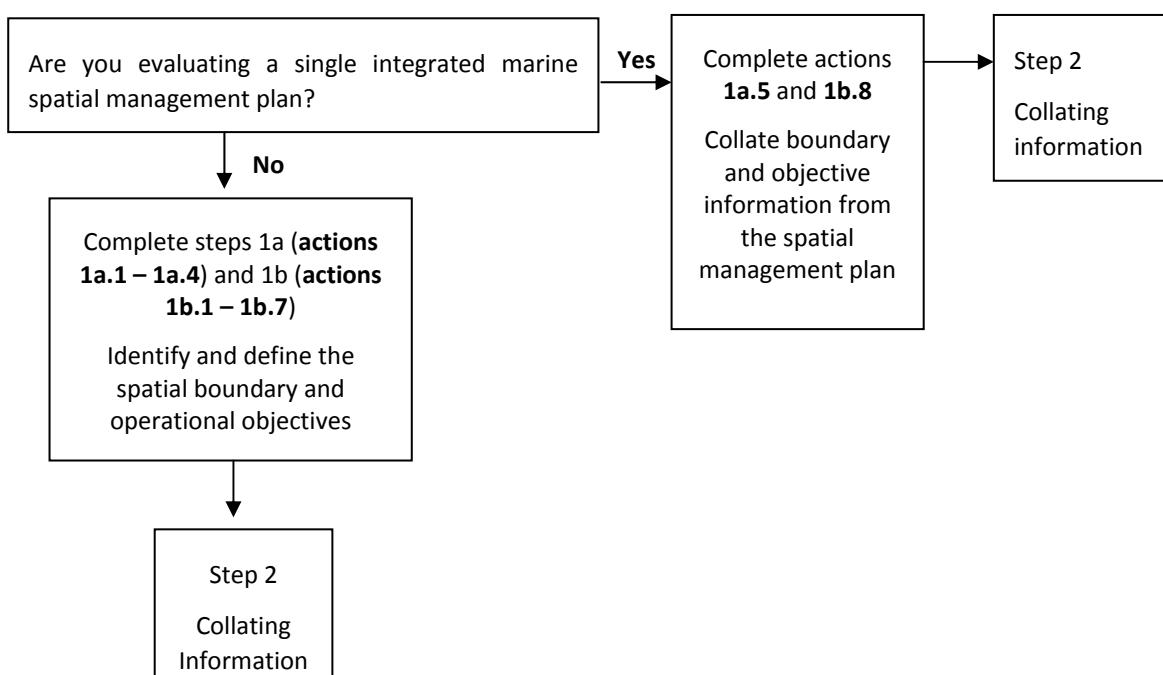 Are you evaluating a single integrated marine
spatial management plan?
Yes
Complete actions
1a.5 and 1b.8
Collate boundary
and objective
information from
the spatial
management plan
Step 2
Collating
information
No
Complete steps 1a (actions
1a.1 – 1a.4) and 1b (actions
1b.1 – 1b.7)
Identify and define the
spatial boundary and
operational objectives
Step 2
Collating
Information